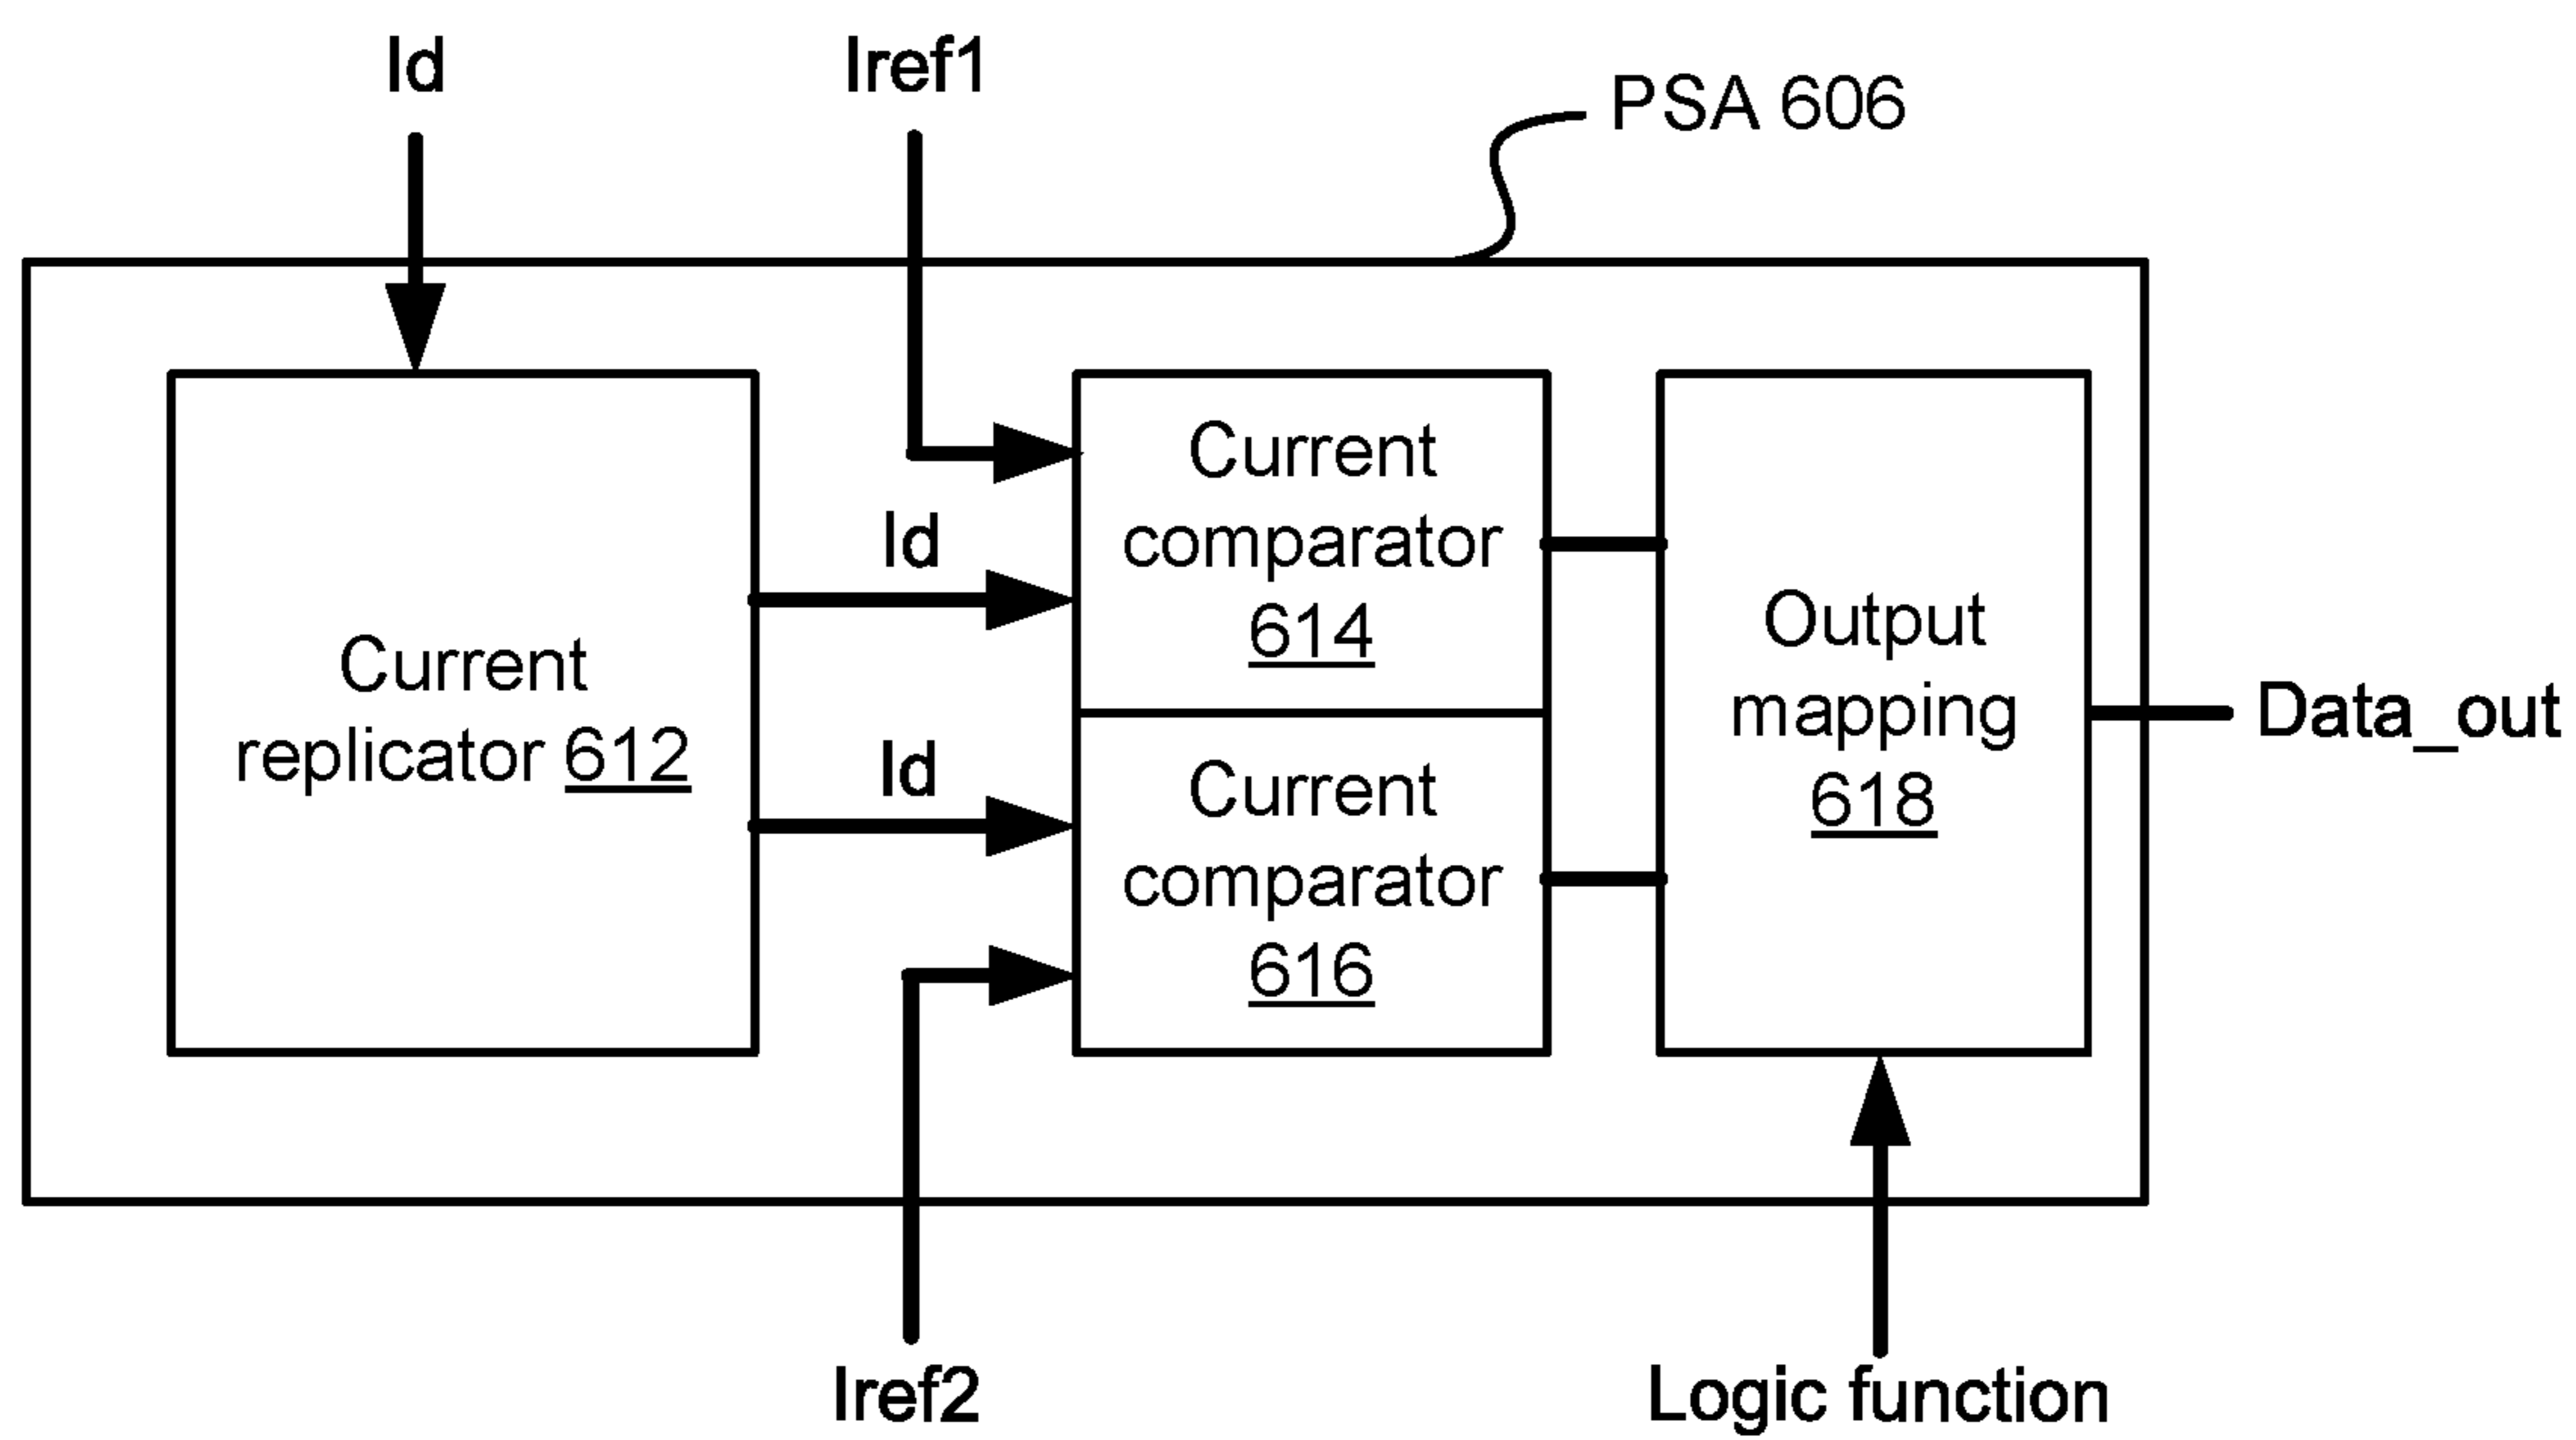 Id
Iref1
PSA 606
Current
replicator 612
Id
Id
Current
comparator
614
Current
comparator
616
Output
mapping
618
Data_out
Iref2
Logic function